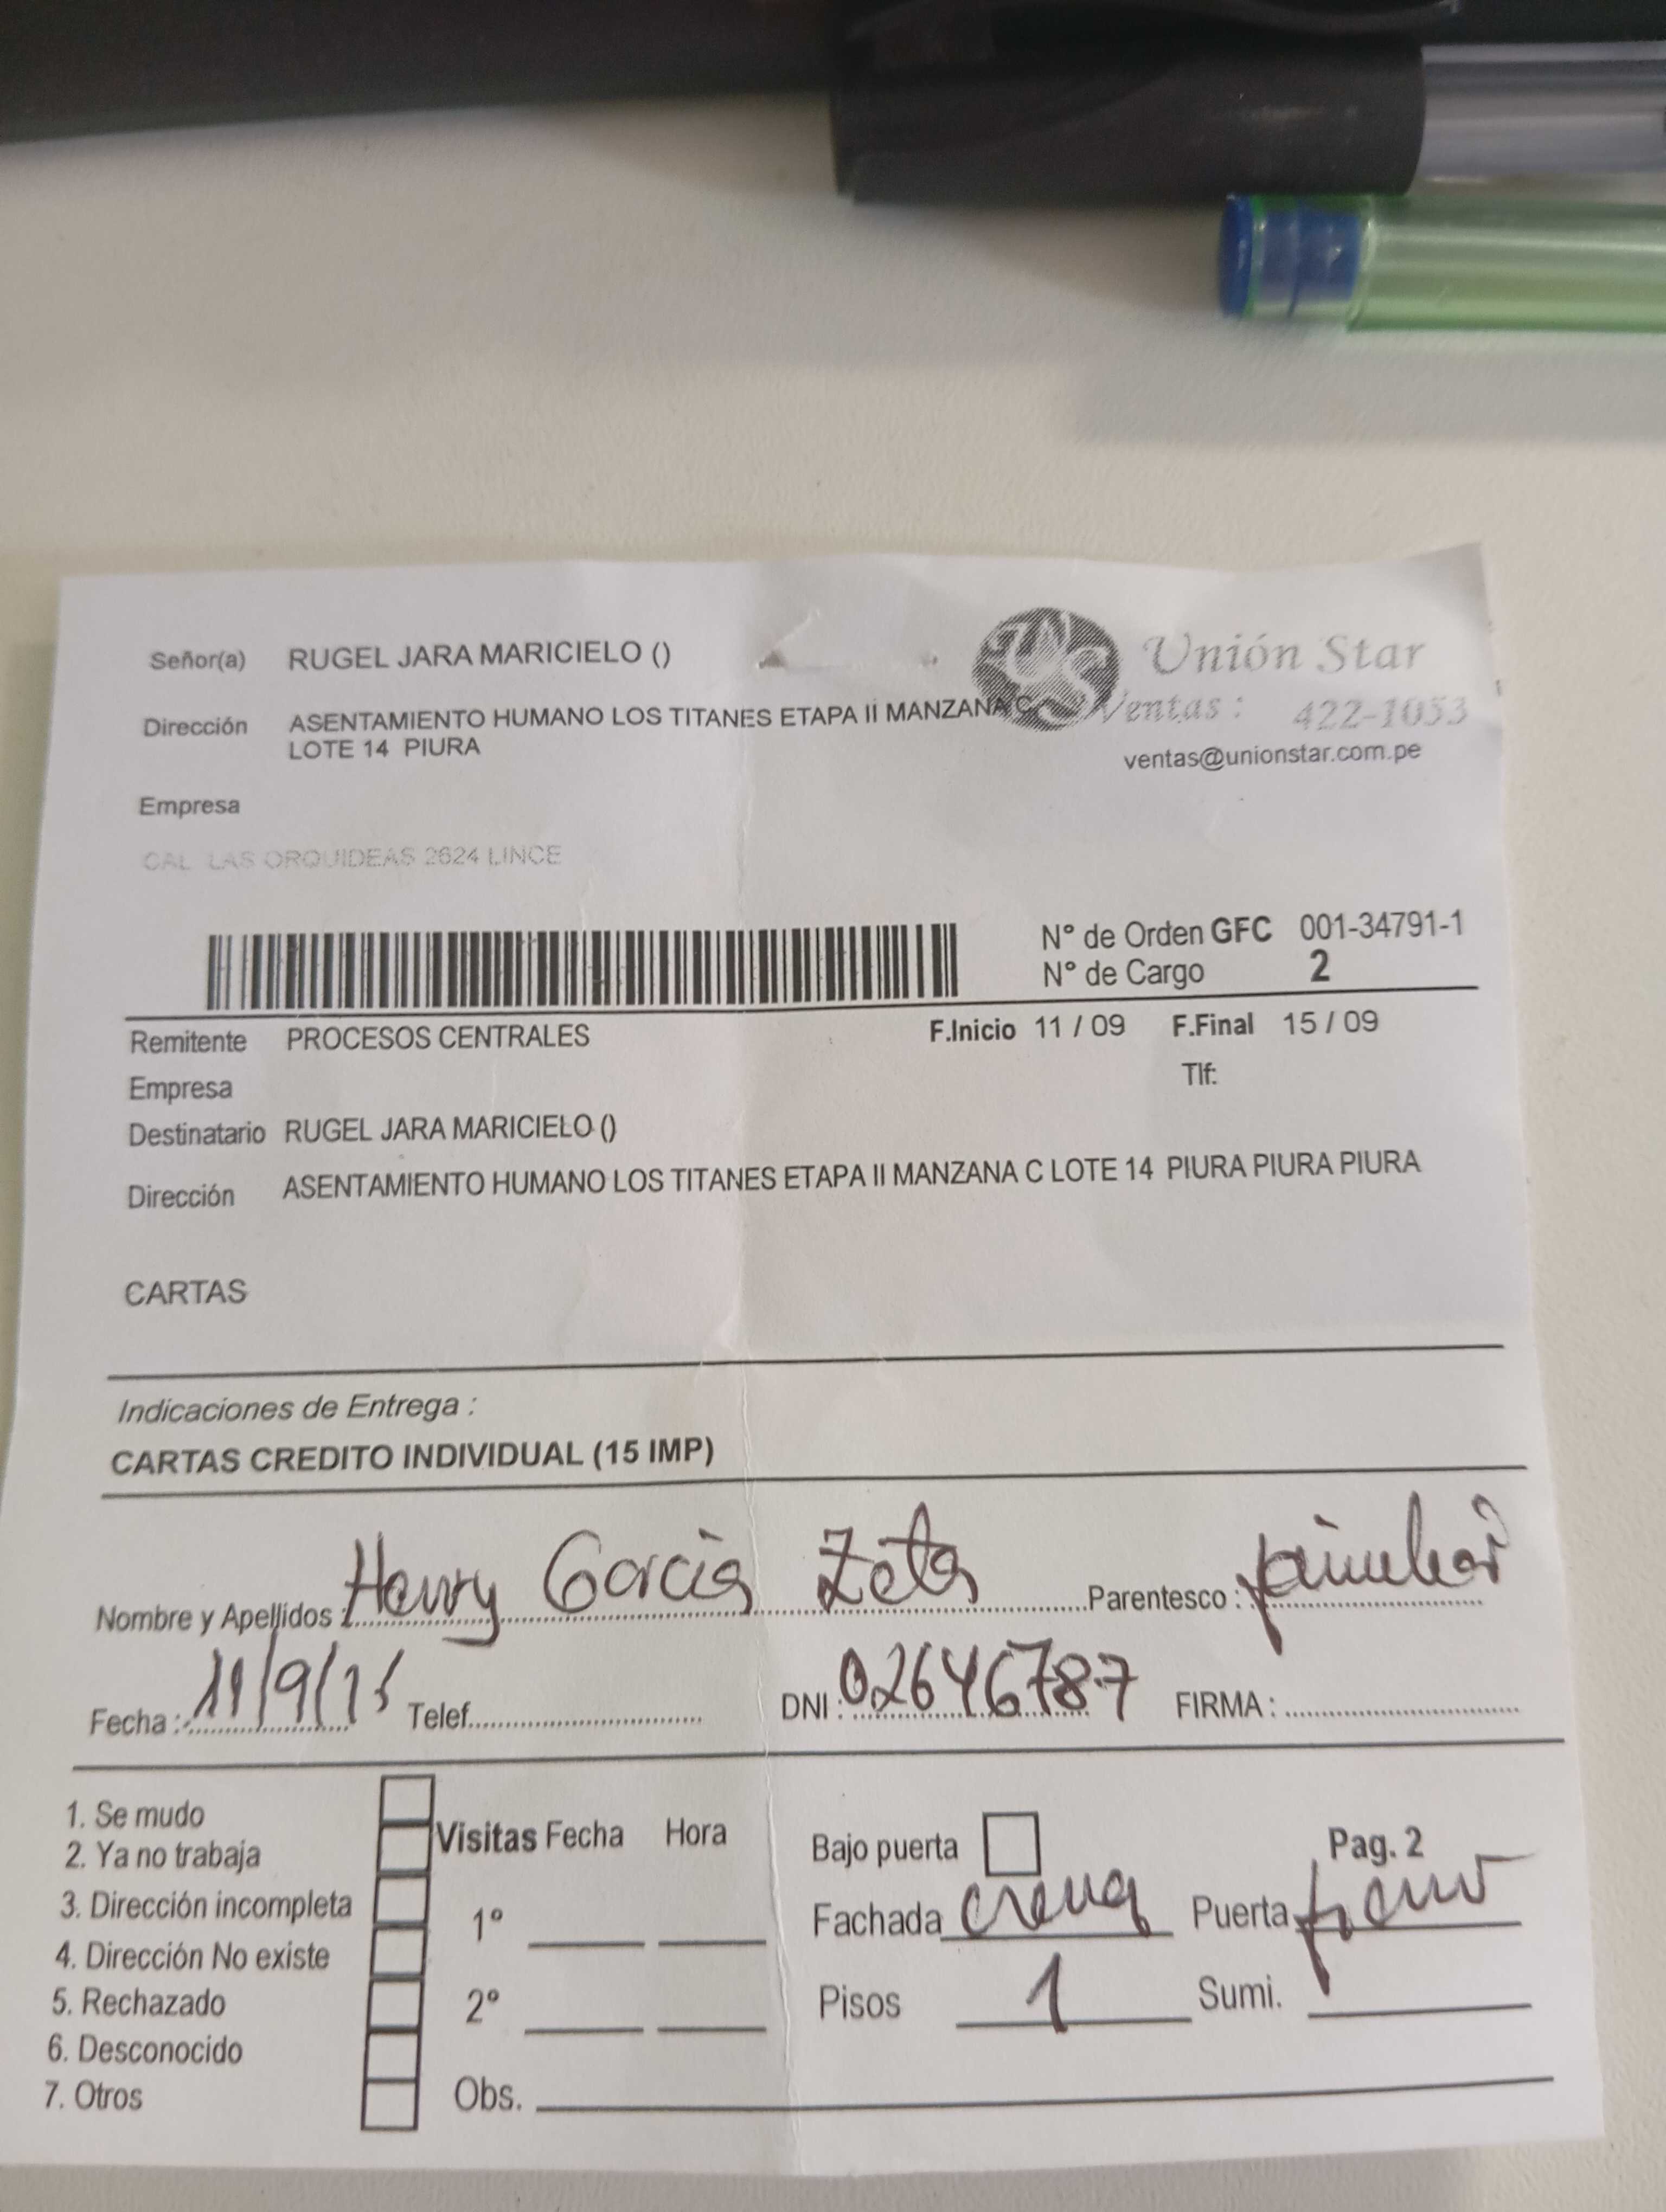 Señor(a) RUGEL JARA MARICIELO ()
Unión Star
Dirección ASENTAMIENTO HUMANO LOS TITANES ETAPA II MANZANA C
LOTE 14 PIURA
Ventas : 422-1053
ventas@unionstar.com.pe
Empresa
CAL LAS ORQUIDEAS 2624 LINCE
N° de Orden GFC 001-34791-1
N° de Cargo 2
Remitente PROCESOS CENTRALES F.Inicio 11 / 09 F.Final 15 / 09
Empresa Tlf:
Destinatario RUGEL JARA MARICIELO ()
Dirección ASENTAMIENTO HUMANO LOS TITANES ETAPA II MANZANA C LOTE 14 PIURA PIURA PIURA
CARTAS
Indicaciones de Entrega :
CARTAS CREDITO INDIVIDUAL (15 IMP)
Nombre y Apellidos : Henry Garcia Zeta Parentesco :
Fecha : 11/9/25 Telef. DNI : 02646787 FIRMA :
1. Se mudo
2. Ya no trabaja
3. Dirección incompleta
4. Dirección No existe
5. Rechazado
6. Desconocido
7. Otros
Visitas Fecha Hora
1°
2°
Obs.
Bajo puerta Pag. 2
Fachada crema Puerta fierro
Pisos 1 Sumi.